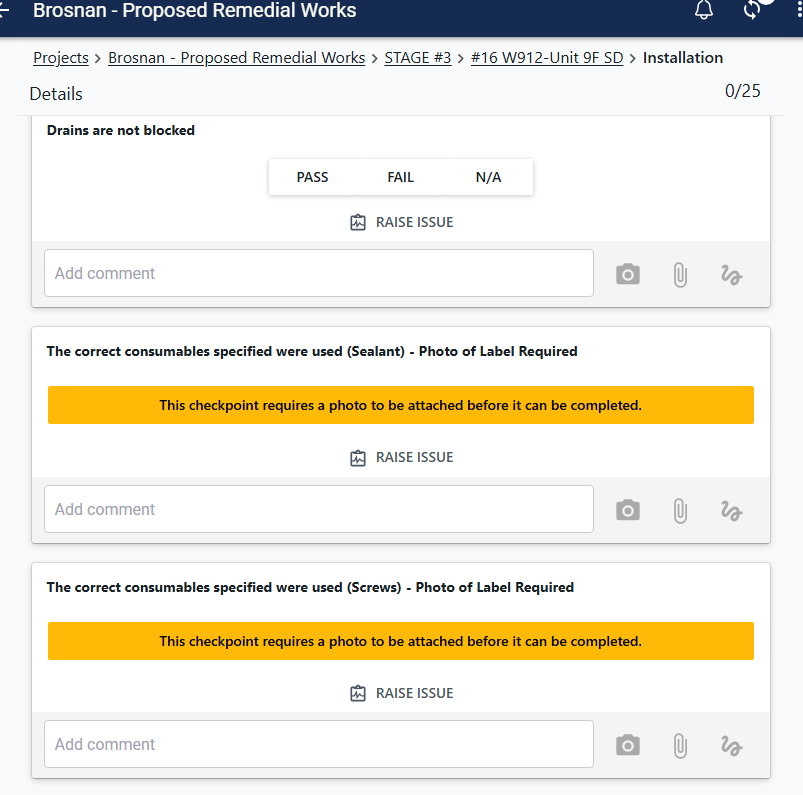 Brosnan - Proposed Remedial Works
Projects > Brosnan - Proposed Remedial Works > STAGE #3 > #16 W912-Unit 9F SD > Installation
Details 0/25
Drains are not blocked
PASS FAIL N/A
RAISE ISSUE
Add comment
The correct consumables specified were used (Sealant) - Photo of Label Required
This checkpoint requires a photo to be attached before it can be completed.
RAISE ISSUE
Add comment
The correct consumables specified were used (Screws) - Photo of Label Required
This checkpoint requires a photo to be attached before it can be completed.
RAISE ISSUE
Add comment